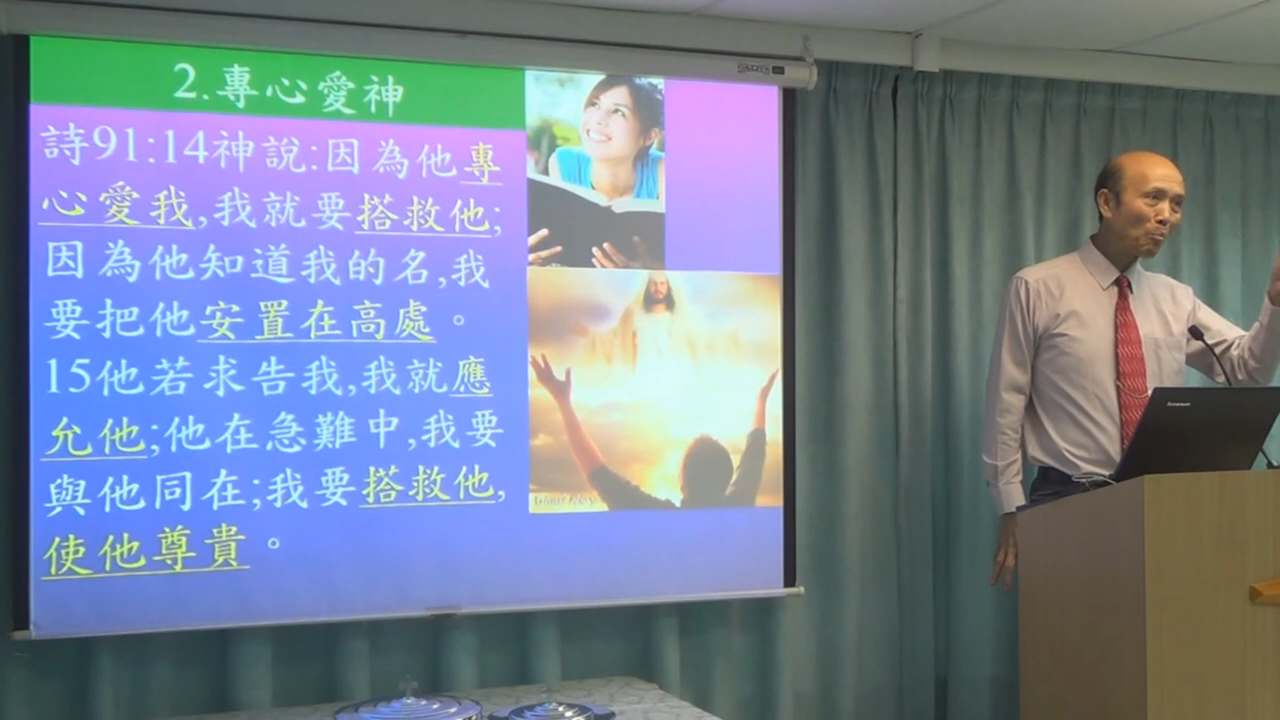 2.專心愛神
詩91:14神說:因為他專
心愛我,我就要搭救他;
因為他知道我的名,我
要把他安置在高處。
15他若求告我,我就應
允他;他在急難中,我要
與他同在;我要搭救他,
使他尊貴。
lenovo